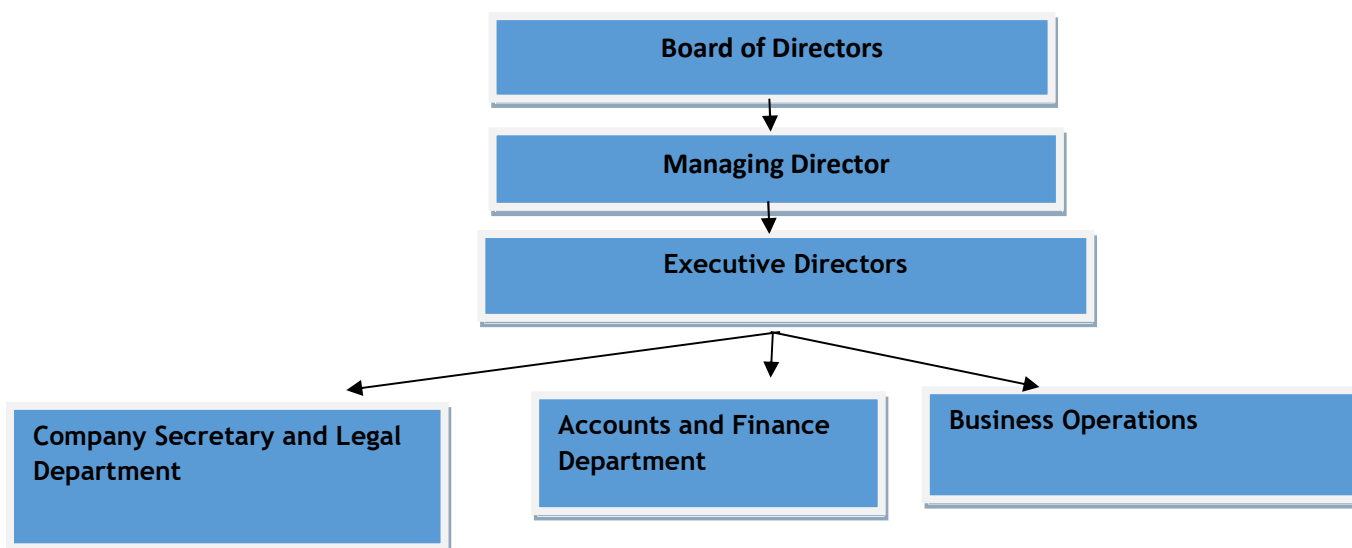 Board of Directors
Managing Director
Executive Directors
Company Secretary and Legal
Department
Accounts and Finance
Department
Business Operations